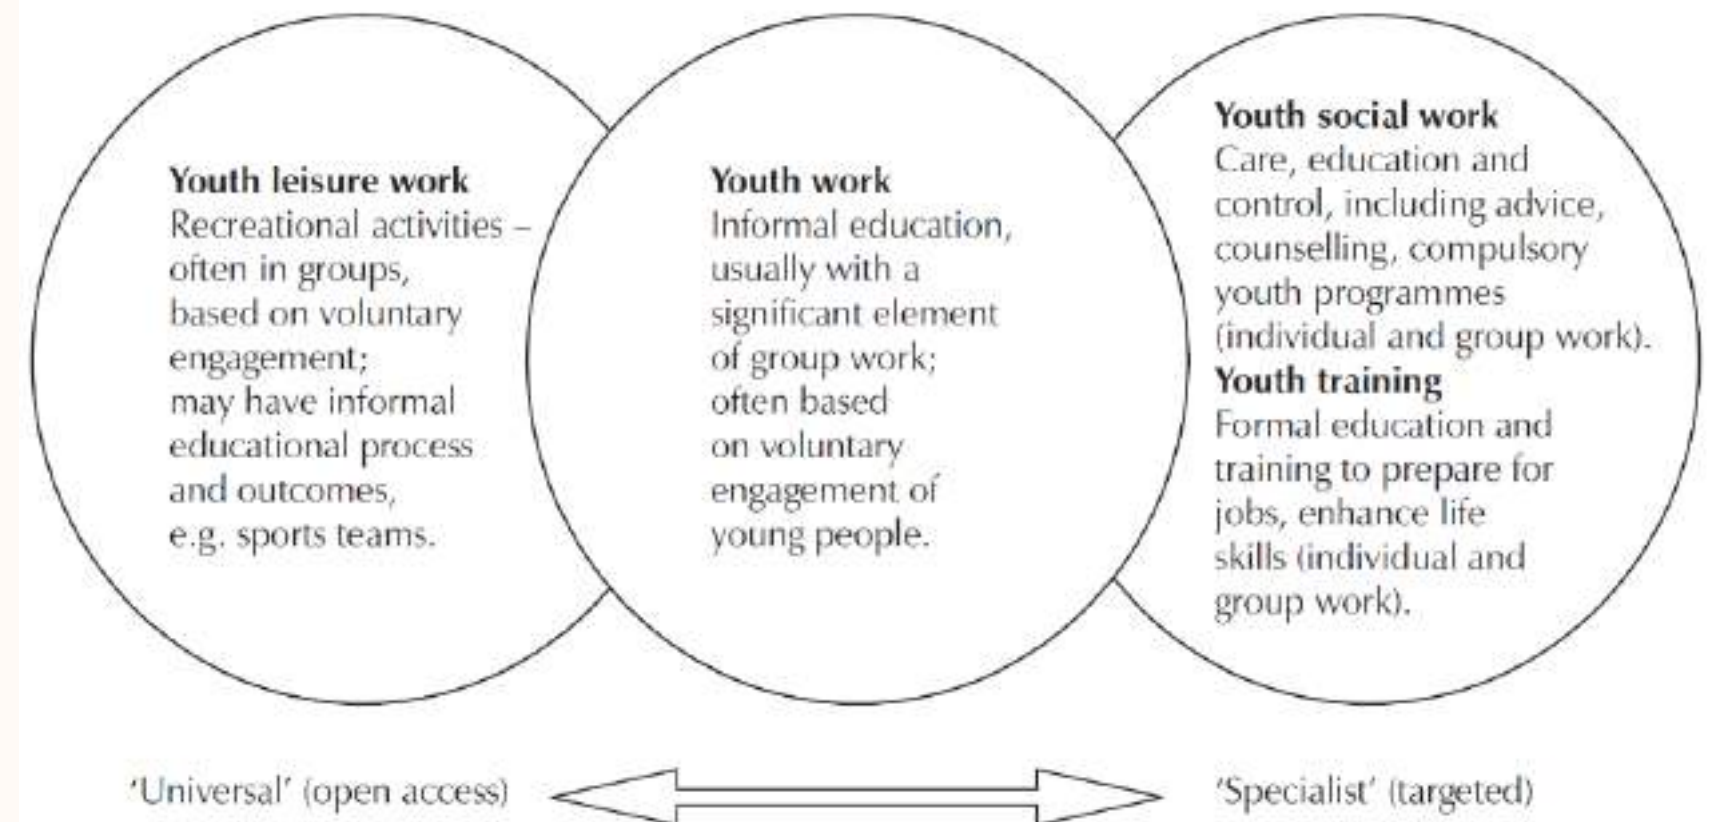 Youth leisure work
Recreational activities –
often in groups,
based on voluntary
engagement;
may have informal
educational process
and outcomes,
e.g. sports teams.
Youth work
Informal education,
usually with a
significant element
of group work;
often based
on voluntary
engagement of
young people.
Youth social work
Care, education and
control, including advice,
counselling, compulsory
youth programmes
(individual and group work).
Youth training
Formal education and
training to prepare for
jobs, enhance life
skills (individual and
group work).
'Universal' (open access)
'Specialist' (targeted)